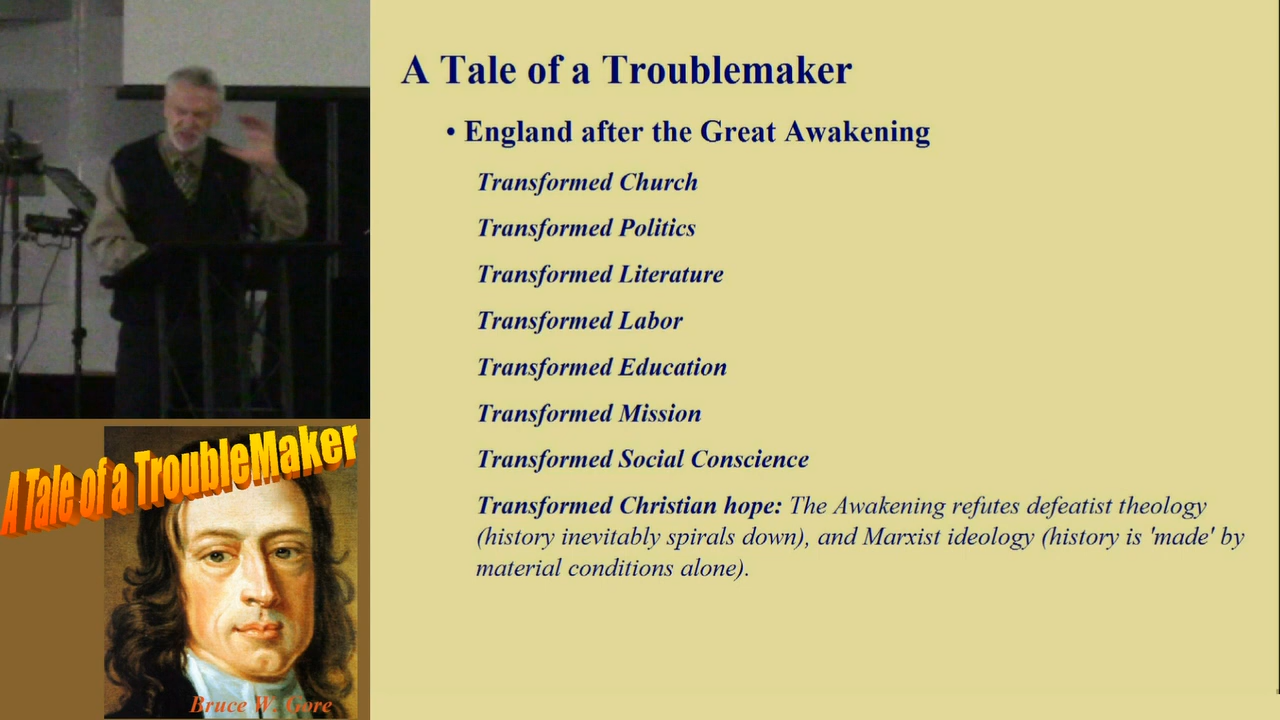 A Tale of a Troublemaker
• England after the Great Awakening
Transformed Church
Transformed Politics
Transformed Literature
Transformed Labor
Transformed Education
Transformed Mission
Transformed Social Conscience
Transformed Christian hope: The Awakening refutes defeatist theology
(history inevitably spirals down), and Marxist ideology (history is 'made' by
material conditions alone).
A Tale of a TroubleMaker
Bruce W. Gore